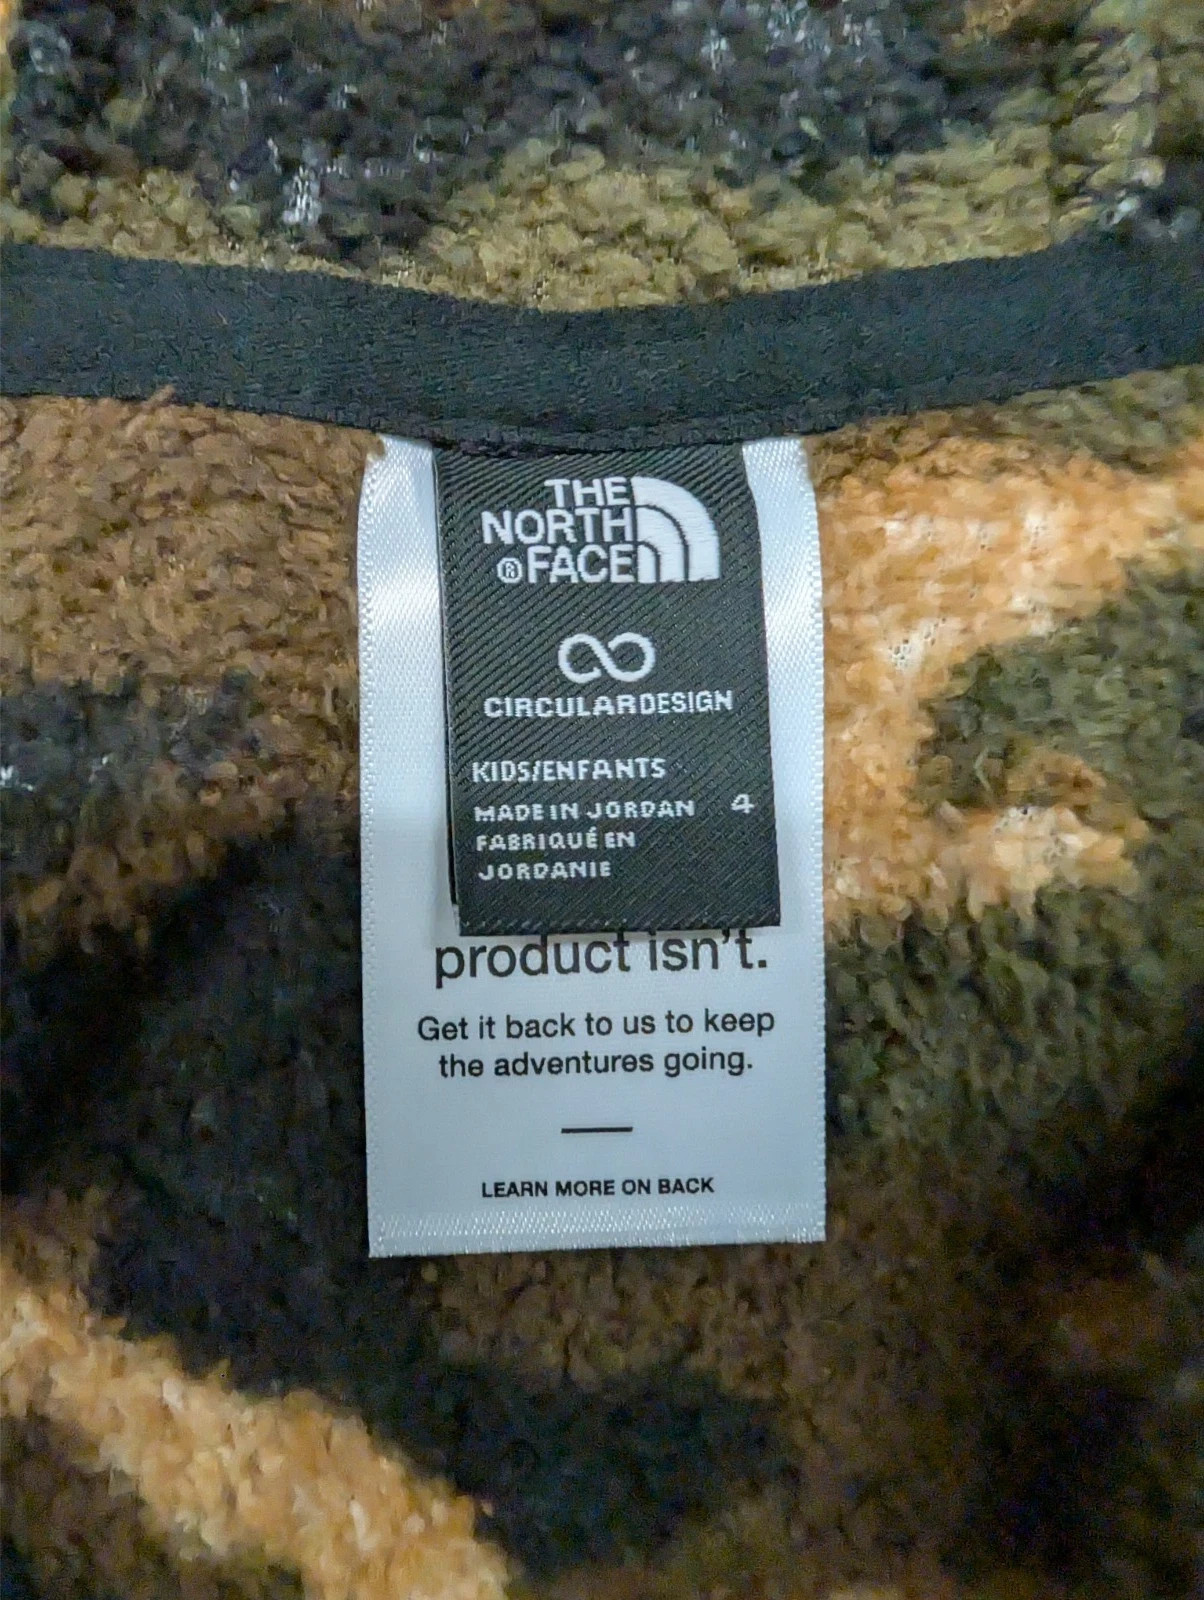 THE
NORTH
®FACE
CIRCULARDESIGN
KIDS/ENFANTS
MADE IN JORDAN 4
FABRIQUÉ EN
JORDANIE
product isn't.
Get it back to us to keep
the adventures going.
LEARN MORE ON BACK